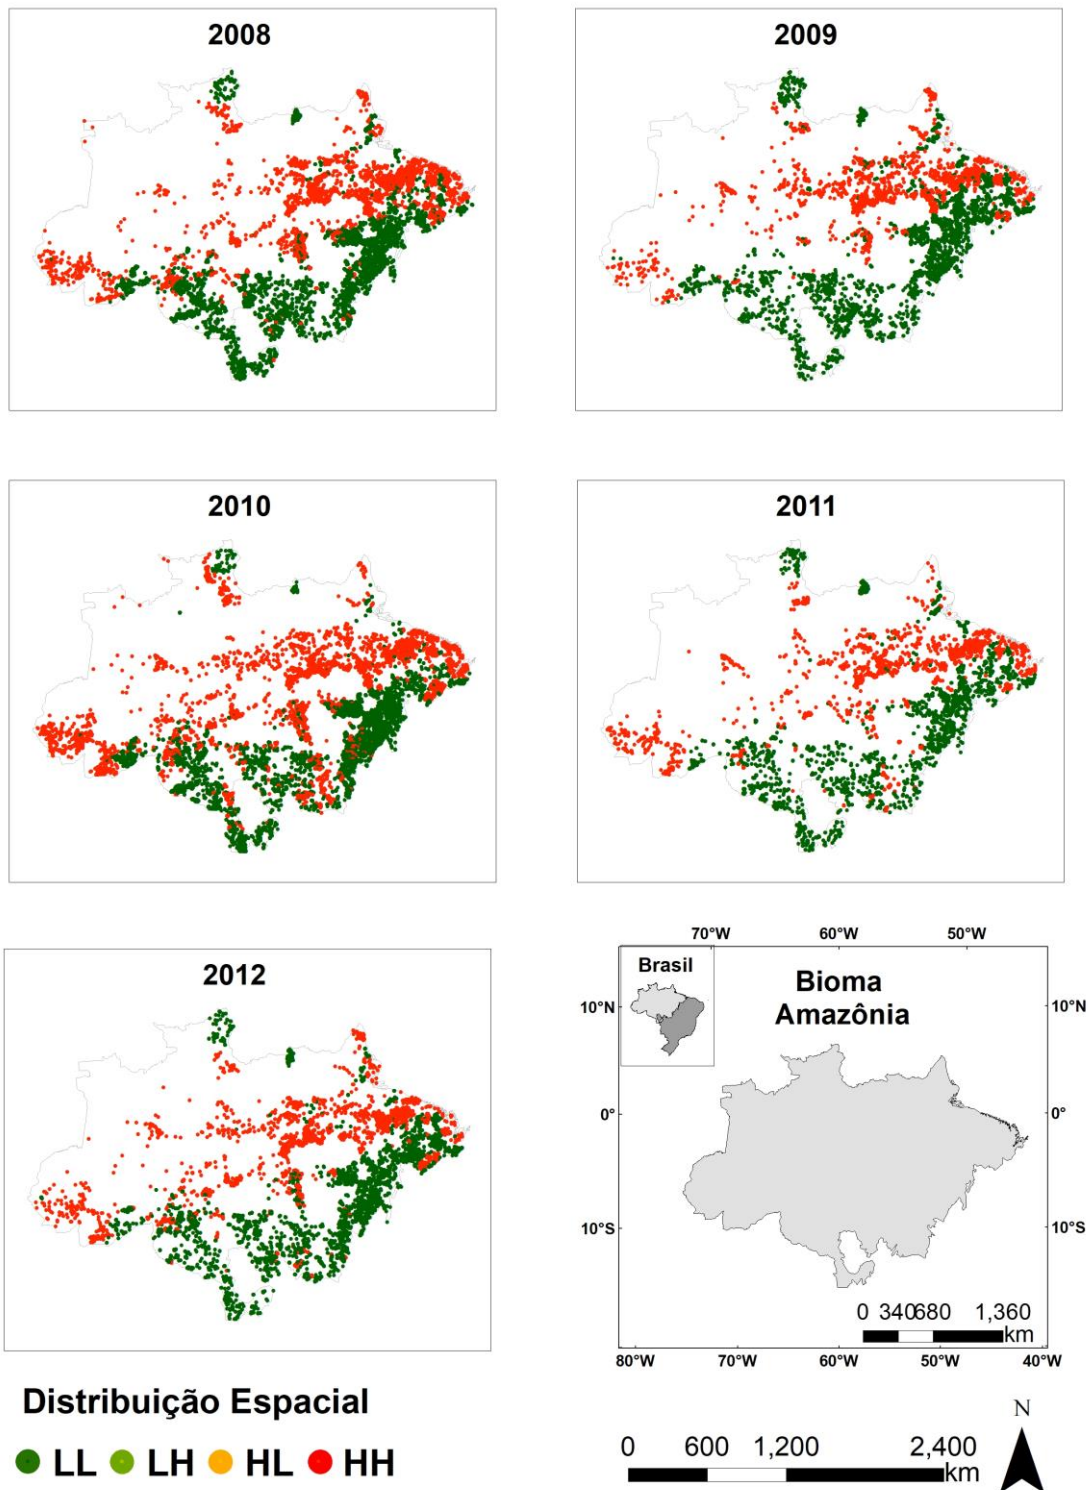 2008
2009
2010
2011
2012
70°W 60°W 50°W
Brasil
Bioma
Amazônia
10°N 10°N
0° 0°
10°S 10°S
0 340680 1,360
km
80°W 70°W 60°W 50°W 40°W
Distribuição Espacial
LL LH HL HH
N
0 600 1,200 2,400
km